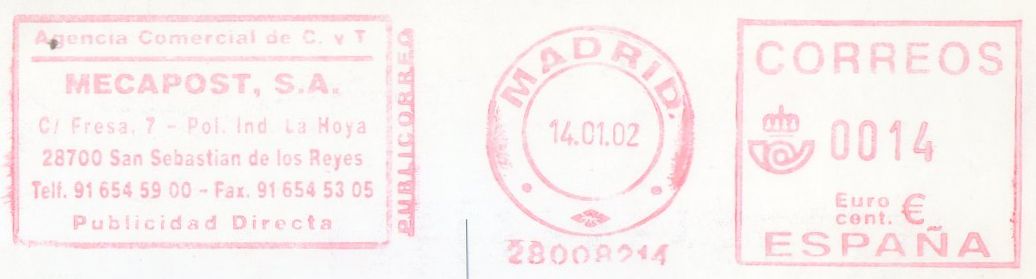 Agencia Comercial de C. y T
MECAPOST, S.A.
C/ Fresa, 7 - Pol. Ind. La Hoya
28700 San Sebastian de los Reyes
Telf. 91 654 59 00 - Fax. 91 654 53 05
Publicidad Directa
PUBLICORREO
MADRID.
14.01.02
28008214
CORREOS
0014
Euro
cent. €
ESPAÑA